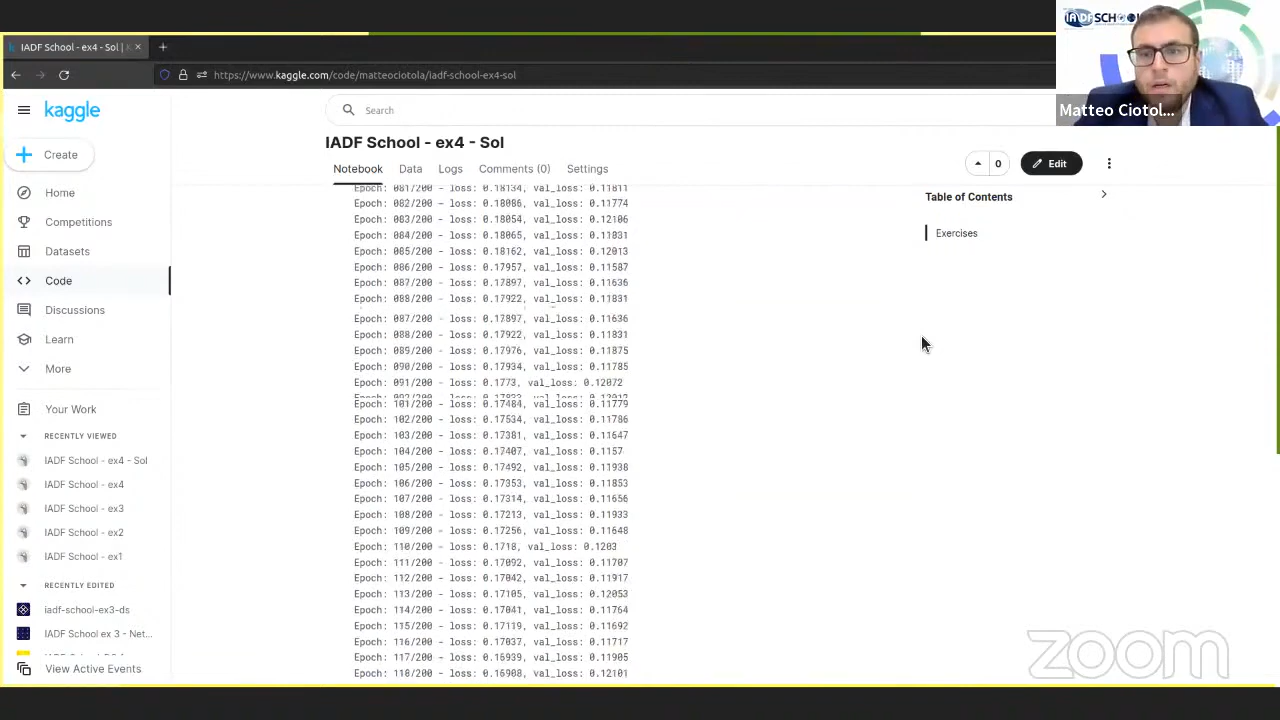 IADF School - ex4 - Sol |
https://www.kaggle.com/code/matteociotola/iadf-school-ex4-sol
IADFSCHOOL
Matteo Ciotol...
kaggle
Search
Create
IADF School - ex4 - Sol
0
Edit
Notebook
Data
Logs
Comments (0)
Settings
Home
Competitions
Datasets
Code
Discussions
Learn
More
Your Work
RECENTLY VIEWED
IADF School - ex4 - Sol
IADF School - ex4
IADF School - ex3
IADF School - ex2
IADF School - ex1
RECENTLY EDITED
iadf-school-ex3-ds
IADF School ex 3 - Net...
View Active Events
Epoch: 081/200 - loss: 0.18134, val_loss: 0.11811
Epoch: 082/200 - loss: 0.18086, val_loss: 0.11774
Epoch: 083/200 - loss: 0.18054, val_loss: 0.12106
Epoch: 084/200 - loss: 0.18065, val_loss: 0.11831
Epoch: 085/200 - loss: 0.18162, val_loss: 0.12013
Epoch: 086/200 - loss: 0.17957, val_loss: 0.11587
Epoch: 087/200 - loss: 0.17897, val_loss: 0.11636
Epoch: 088/200 - loss: 0.17922, val_loss: 0.11831
Epoch: 087/200 - loss: 0.17897, val_loss: 0.11636
Epoch: 088/200 - loss: 0.17922, val_loss: 0.11831
Epoch: 089/200 - loss: 0.17976, val_loss: 0.11875
Epoch: 090/200 - loss: 0.17934, val_loss: 0.11785
Epoch: 091/200 - loss: 0.1773, val_loss: 0.12072
Epoch: 101/200 - loss: 0.17484, val_loss: 0.11779
Epoch: 102/200 - loss: 0.17534, val_loss: 0.11786
Epoch: 103/200 - loss: 0.17381, val_loss: 0.11647
Epoch: 104/200 - loss: 0.17407, val_loss: 0.1157
Epoch: 105/200 - loss: 0.17492, val_loss: 0.11938
Epoch: 106/200 - loss: 0.17353, val_loss: 0.11853
Epoch: 107/200 - loss: 0.17314, val_loss: 0.11656
Epoch: 108/200 - loss: 0.17213, val_loss: 0.11933
Epoch: 109/200 - loss: 0.17256, val_loss: 0.11648
Epoch: 110/200 - loss: 0.1718, val_loss: 0.1203
Epoch: 111/200 - loss: 0.17092, val_loss: 0.11707
Epoch: 112/200 - loss: 0.17042, val_loss: 0.11917
Epoch: 113/200 - loss: 0.17105, val_loss: 0.12053
Epoch: 114/200 - loss: 0.17041, val_loss: 0.11764
Epoch: 115/200 - loss: 0.17119, val_loss: 0.11692
Epoch: 116/200 - loss: 0.17037, val_loss: 0.11717
Epoch: 117/200 - loss: 0.16939, val_loss: 0.11905
Epoch: 118/200 - loss: 0.16908, val_loss: 0.12101
Table of Contents
Exercises
zoom